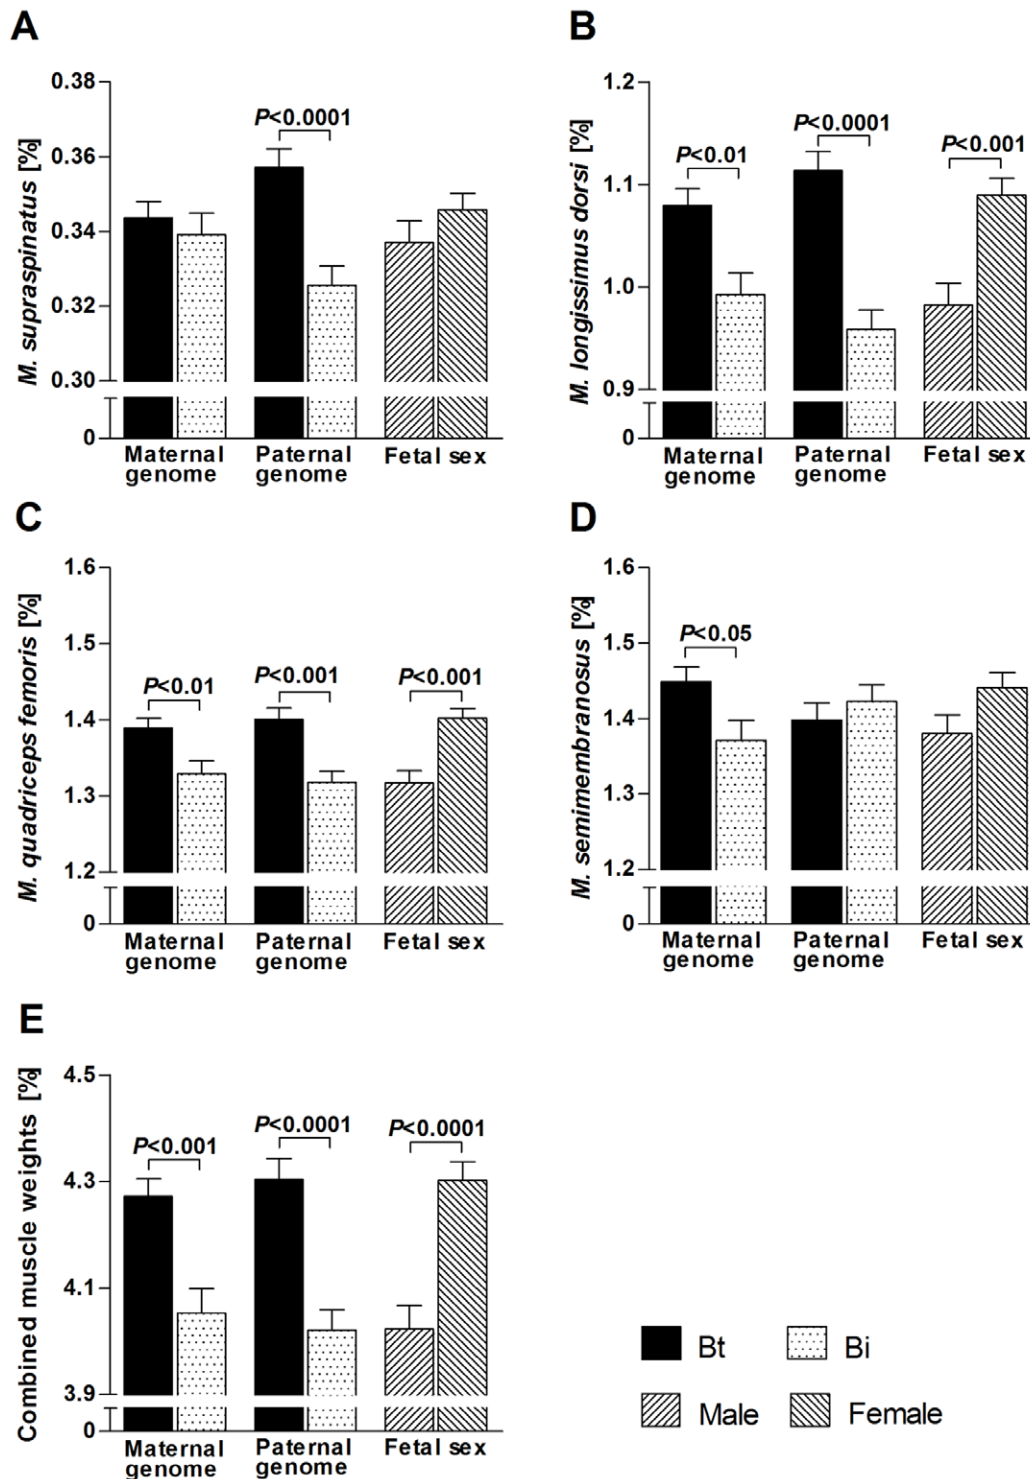 A
M. supraspinatus [%]
0.38
0.36
0.34
0.32
0.30
0
P<0.0001
Maternal genome
Paternal genome
Fetal sex
B
M. longissimus dorsi [%]
1.2
1.1
1.0
0.9
0
P<0.01
P<0.0001
P<0.001
Maternal genome
Paternal genome
Fetal sex
C
M. quadriceps femoris [%]
1.6
1.5
1.4
1.3
1.2
0
P<0.01
P<0.001
P<0.001
Maternal genome
Paternal genome
Fetal sex
D
M. semimembranosus [%]
1.6
1.5
1.4
1.3
1.2
0
P<0.05
Maternal genome
Paternal genome
Fetal sex
E
Combined muscle weights [%]
4.5
4.3
4.1
3.9
0
P<0.001
P<0.0001
P<0.0001
Maternal genome
Paternal genome
Fetal sex
Bt
Bi
Male
Female